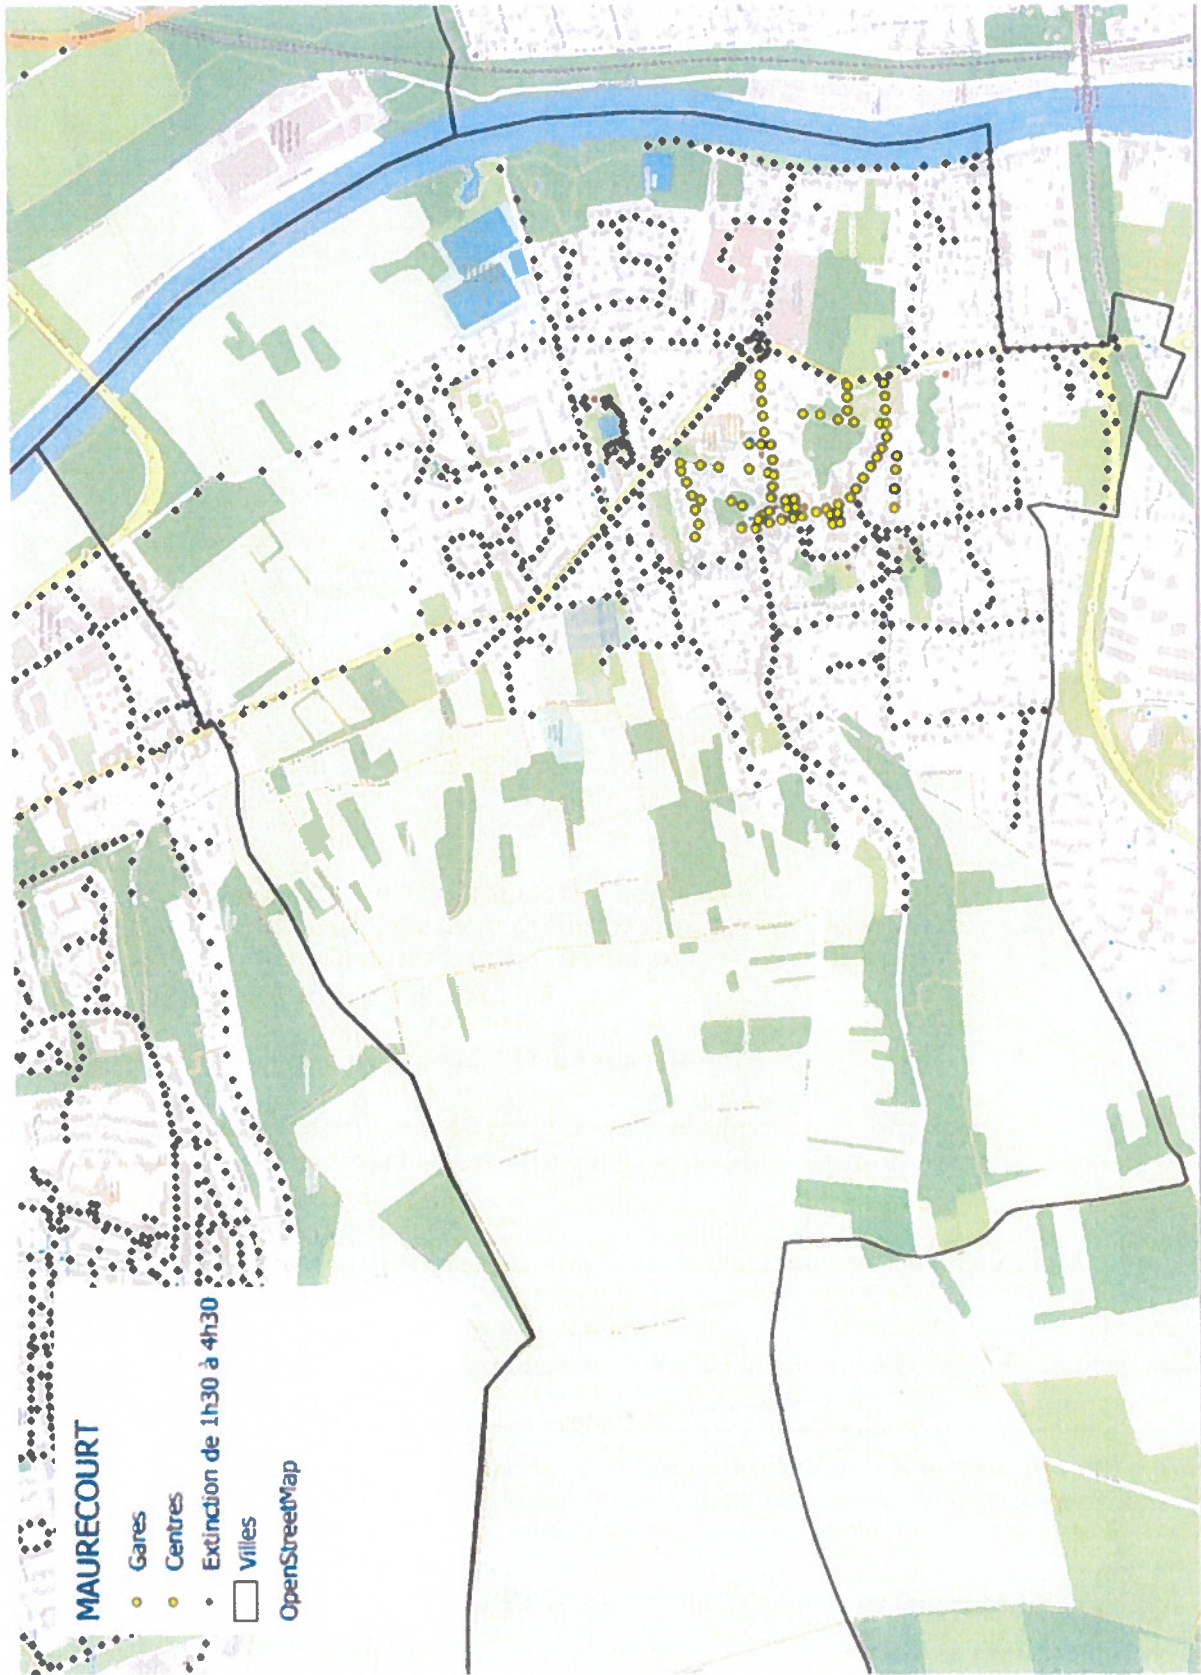 MAURECOURT
Gares
Centres
Extinction de 1h30 à 4h30
Villes
OpenStreetMap